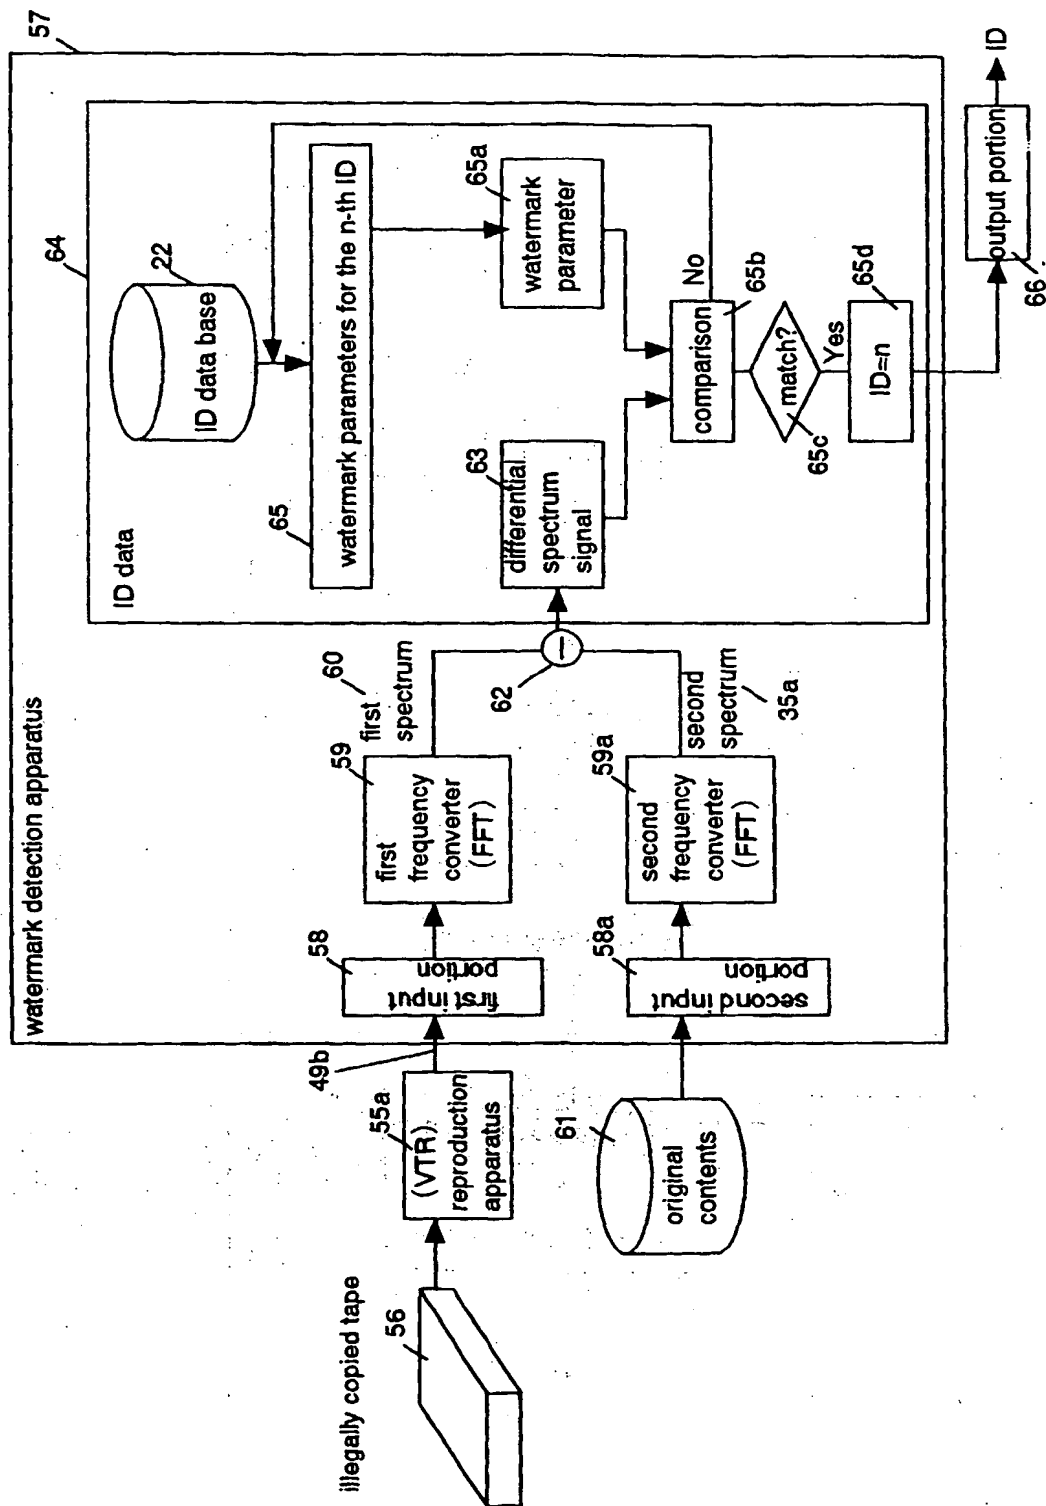 watermark detection apparatus
57
64
ID data
22
ID data base
65
watermark parameters for the n-th ID
65a
watermark
parameter
63
differential
spectrum
signal
comparison
65b
No
match?
65c
Yes
ID=n
65d
output portion
66
ID
60
first
spectrum
62
second
spectrum
35a
59
first
frequency
converter
(FFT)
59a
second
frequency
converter
(FFT)
58
first input
portion
58a
second input
portion
49b
55a
(VTR)
reproduction
apparatus
61
original
contents
illegally copied tape
56